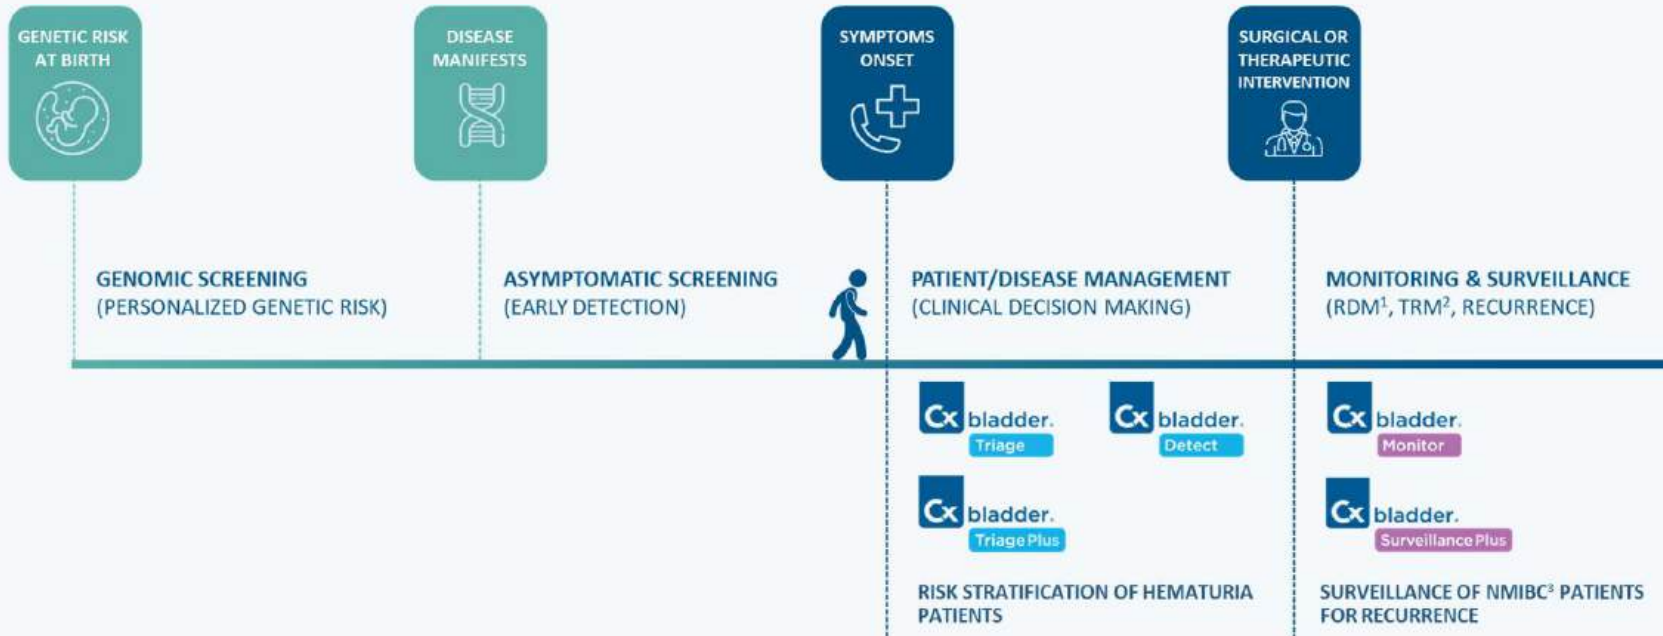 GENETIC RISK
AT BIRTH
DISEASE
MANIFESTS
SYMPTOMS
ONSET
SURGICAL OR
THERAPEUTIC
INTERVENTION
GENOMIC SCREENING
(PERSONALIZED GENETIC RISK)
ASYMPTOMATIC SCREENING
(EARLY DETECTION)
PATIENT/DISEASE MANAGEMENT
(CLINICAL DECISION MAKING)
MONITORING & SURVEILLANCE
(RDM¹, TRM², RECURRENCE)
Cx bladder.
Triage
Cx bladder.
Detect
Cx bladder.
Triage Plus
RISK STRATIFICATION OF HEMATURIA
PATIENTS
Cx bladder.
Monitor
Cx bladder.
Surveillance Plus
SURVEILLANCE OF NMIBC³ PATIENTS
FOR RECURRENCE